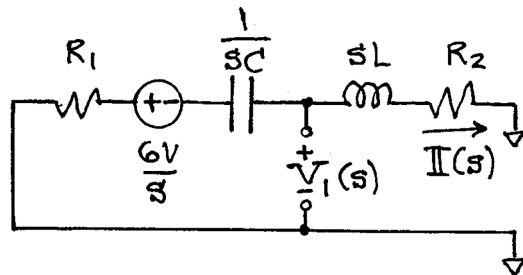 R₁
+ -
6V
S
1
SC
SL
R₂
I(s)
+
V₁(s)
-